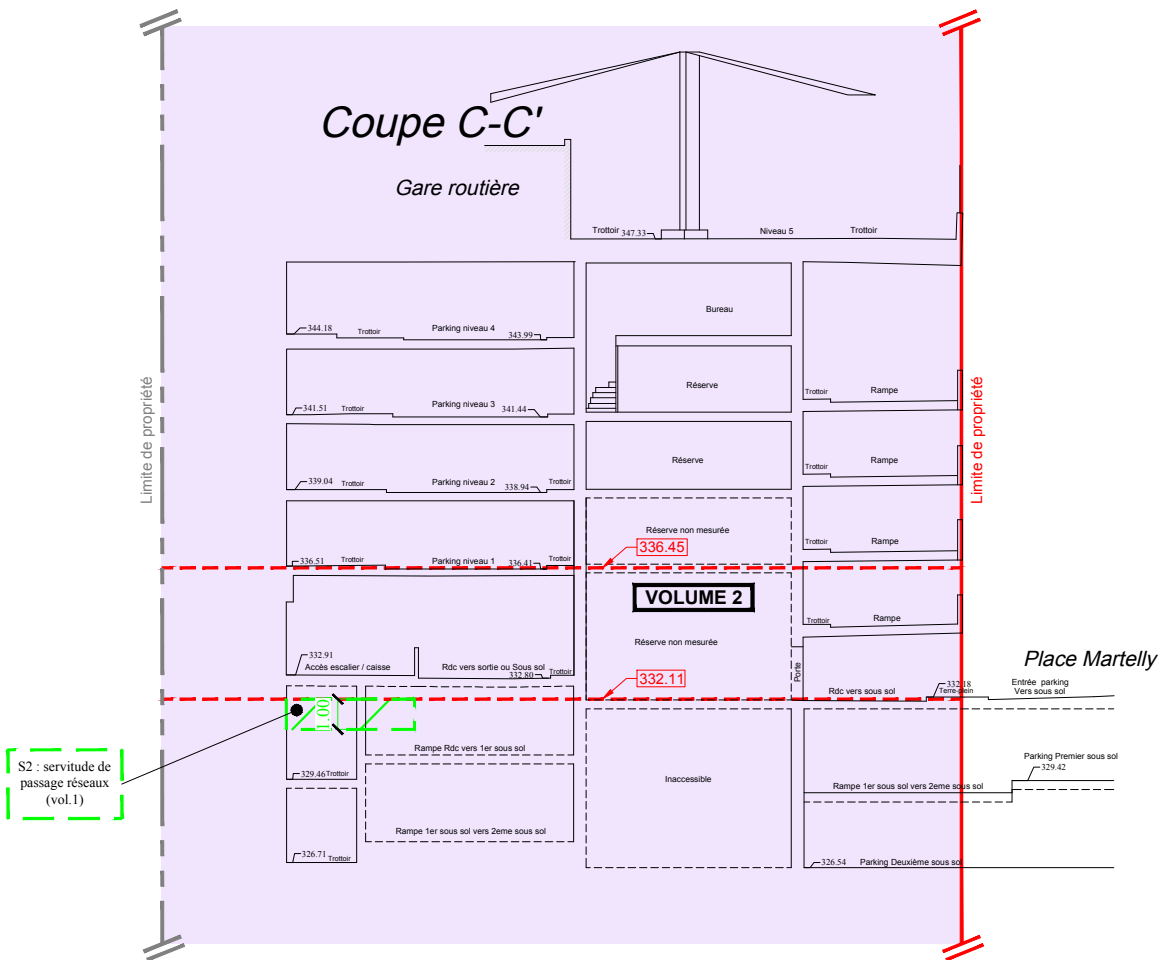 Coupe C-C'
Gare routière
Trottoir 347.33 Niveau 5 Trottoir
Bureau
344.18 Trottoir Parking niveau 4 343.99
Limite de propriété
Limite de propriété
Réserve
Trottoir Rampe
341.51 Trottoir Parking niveau 3 341.44 Trottoir
Réserve
Trottoir Rampe
339.04 Trottoir Parking niveau 2 338.94 Trottoir
Réserve non mesurée
Trottoir Rampe
336.45
336.51 Trottoir Parking niveau 1 336.41 Trottoir
VOLUME 2
Trottoir Rampe
Réserve non mesurée
332.91
Accès escalier / caisse Rdc vers sortie ou Sous sol Trottoir
332.80
332.11
Porte
Place Martelly
332.18
Terre-plein
Entrée parking
Vers sous sol
Rdc vers sous sol
1.00
S2 : servitude de
passage réseaux
(vol.1)
Rampe Rdc vers 1er sous sol
Parking Premier sous sol
329.42
329.46 Trottoir
Inaccessible
Rampe 1er sous sol vers 2eme sous sol
Rampe 1er sous sol vers 2eme sous sol
326.71 Trottoir
326.54 Parking Deuxième sous sol